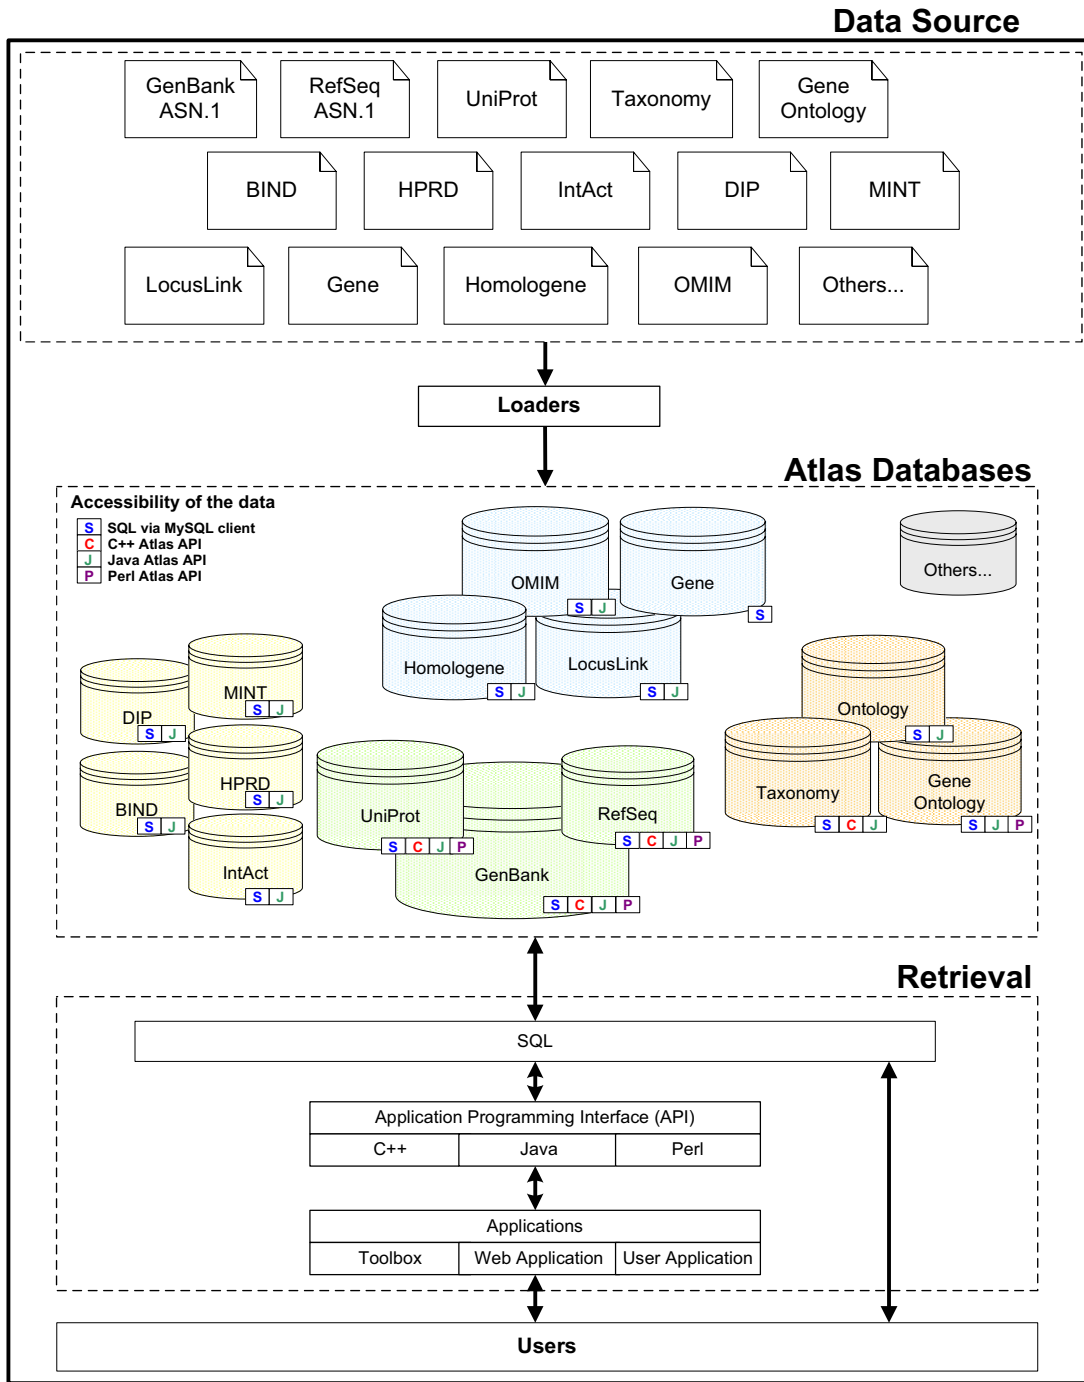 Data Source
GenBank
ASN.1
RefSeq
ASN.1
UniProt
Taxonomy
Gene
Ontology
BIND
HPRD
IntAct
DIP
MINT
LocusLink
Gene
Homologene
OMIM
Others...
Loaders
Atlas Databases
Accessibility of the data
S SQL via MySQL client
C C++ Atlas API
J Java Atlas API
P Perl Atlas API
OMIM
S J
Gene
S
Others...
Homologene
S J
LocusLink
S J
MINT
S J
DIP
S J
HPRD
S J
BIND
S J
IntAct
S J
UniProt
S C J P
RefSeq
S C J P
GenBank
S C J P
Ontology
S J
Taxonomy
S C J
Gene
Ontology
S J P
Retrieval
SQL
Application Programming Interface (API)
C++ Java Perl
Applications
Toolbox Web Application User Application
Users